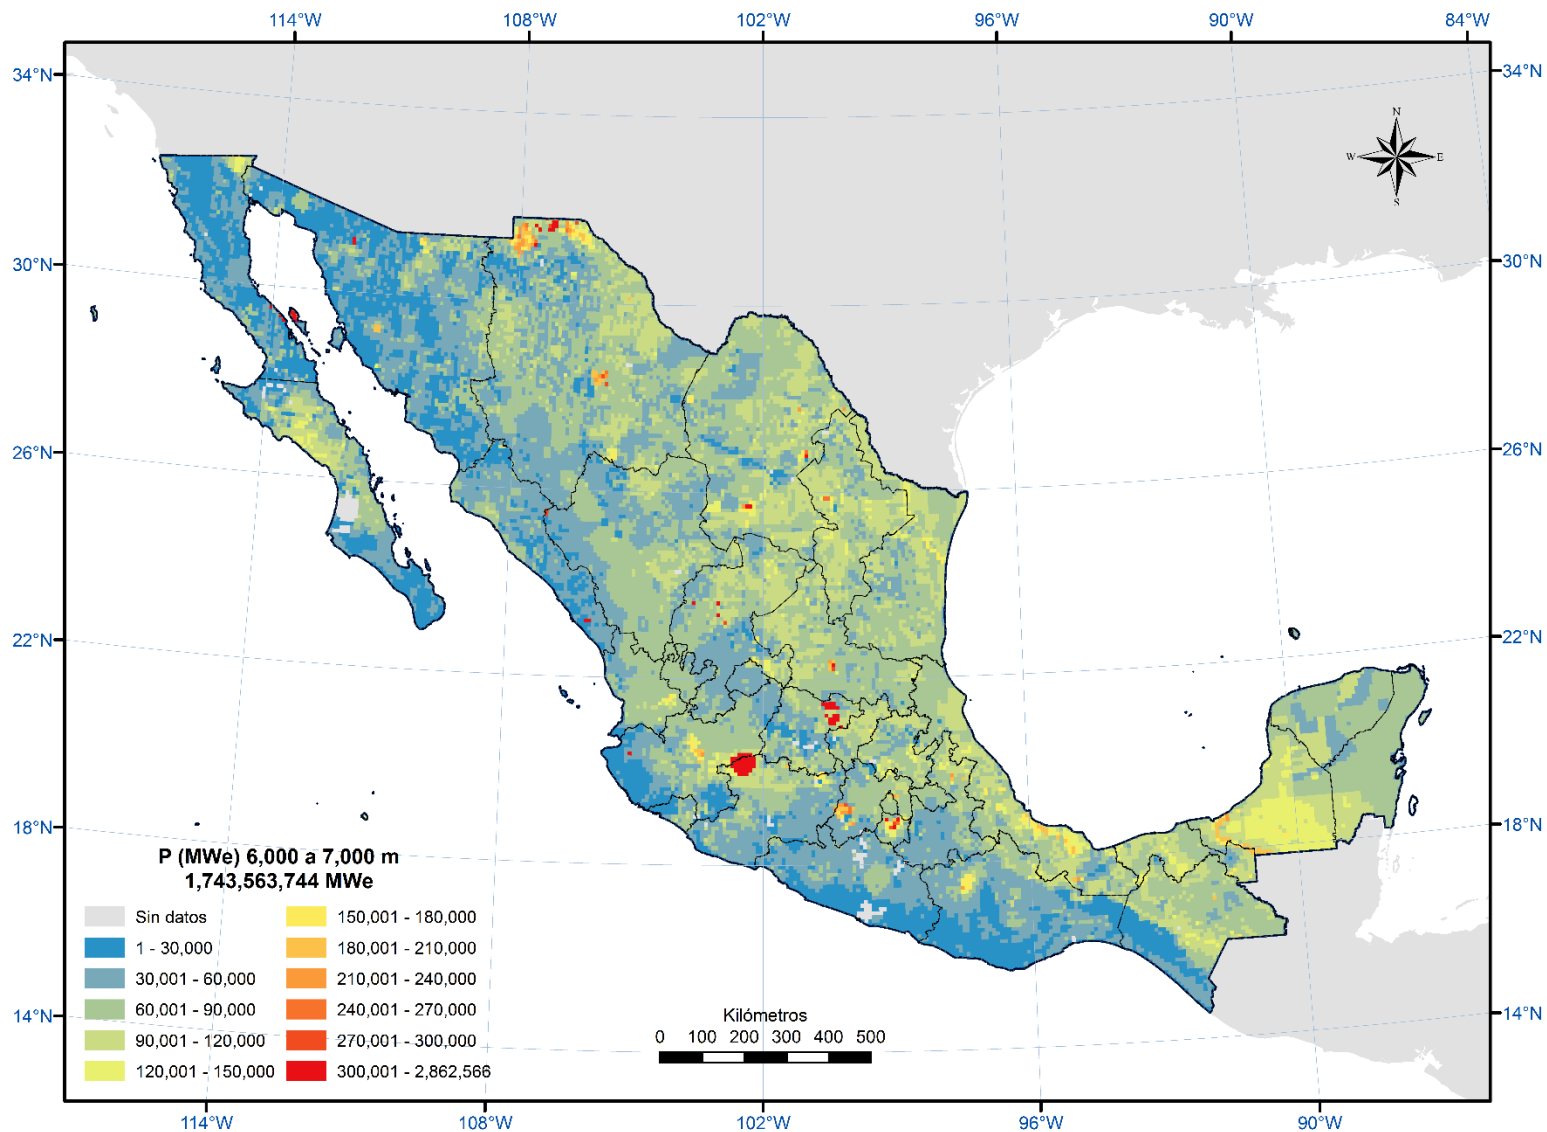 114°W 108°W 102°W 96°W 90°W 84°W
34°N 34°N
N
W E
S
30°N 30°N
26°N 26°N
22°N 22°N
18°N 18°N
P (MWe) 6,000 a 7,000 m
1,743,563,744 MWe
Sin datos 150,001 - 180,000
1 - 30,000 180,001 - 210,000
30,001 - 60,000 210,001 - 240,000
60,001 - 90,000 240,001 - 270,000
90,001 - 120,000 270,001 - 300,000
120,001 - 150,000 300,001 - 2,862,566
Kilómetros
0 100 200 300 400 500
14°N 14°N
114°W 108°W 102°W 96°W 90°W